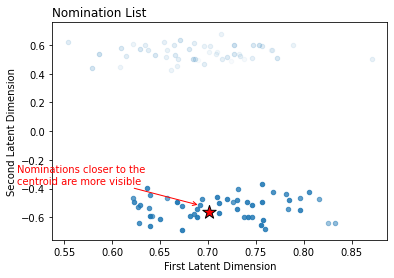 Nomination List
Second Latent Dimension
0.6
0.4
0.2
0.0
−0.2
−0.4
−0.6
Nominations closer to the
centroid are more visible
0.55 0.60 0.65 0.70 0.75 0.80 0.85
First Latent Dimension